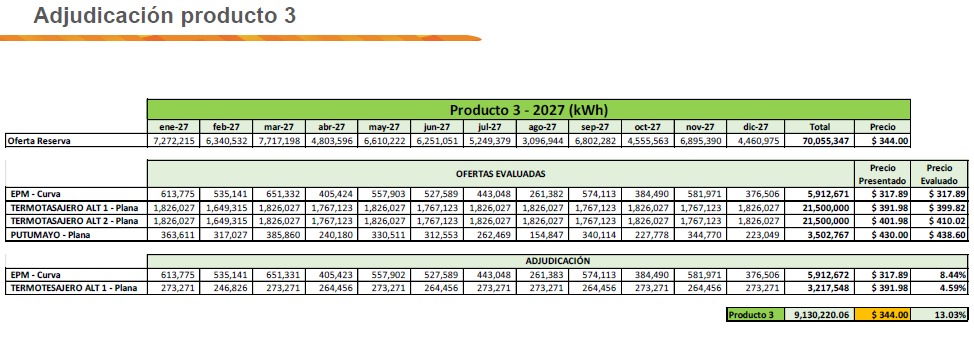 Adjudicación producto 3
Producto 3 - 2027 (kWh)
ene-27 feb-27 mar-27 abr-27 may-27 jun-27 jul-27 ago-27 sep-27 oct-27 nov-27 dic-27 Total Precio
Oferta Reserva 7,272,215 6,340,532 7,717,198 4,803,596 6,610,222 6,251,051 5,249,379 3,096,944 6,802,282 4,555,563 6,895,390 4,460,975 70,055,347 $ 344.00
OFERTAS EVALUADAS Precio Presentado Precio Evaluado
EPM - Curva 613,775 535,141 651,332 405,424 557,903 527,589 443,048 261,382 574,113 384,490 581,971 376,506 5,912,671 $ 317.89 $ 317.89
TERMOTASAJERO ALT 1 - Plana 1,826,027 1,649,315 1,826,027 1,767,123 1,826,027 1,767,123 1,826,027 1,826,027 1,767,123 1,826,027 1,767,123 1,826,027 21,500,000 $ 391.98 $ 399.82
TERMOTASAJERO ALT 2 - Plana 1,826,027 1,649,315 1,826,027 1,767,123 1,826,027 1,767,123 1,826,027 1,826,027 1,767,123 1,826,027 1,767,123 1,826,027 21,500,000 $ 401.98 $ 410.02
PUTUMAYO - Plana 363,611 317,027 385,860 240,180 330,511 312,553 262,469 154,847 340,114 227,778 344,770 223,049 3,502,767 $ 430.00 $ 438.60
ADJUDICACIÓN
EPM - Curva 613,775 535,141 651,331 405,423 557,902 527,589 443,048 261,383 574,113 384,490 581,971 376,506 5,912,672 $ 317.89 8.44%
TERMOTESAJERO ALT 1 - Plana 273,271 246,826 273,271 264,456 273,271 264,456 273,271 273,271 264,456 273,271 264,456 273,271 3,217,548 $ 391.98 4.59%
Producto 3 9,130,220.06 $ 344.00 13.03%